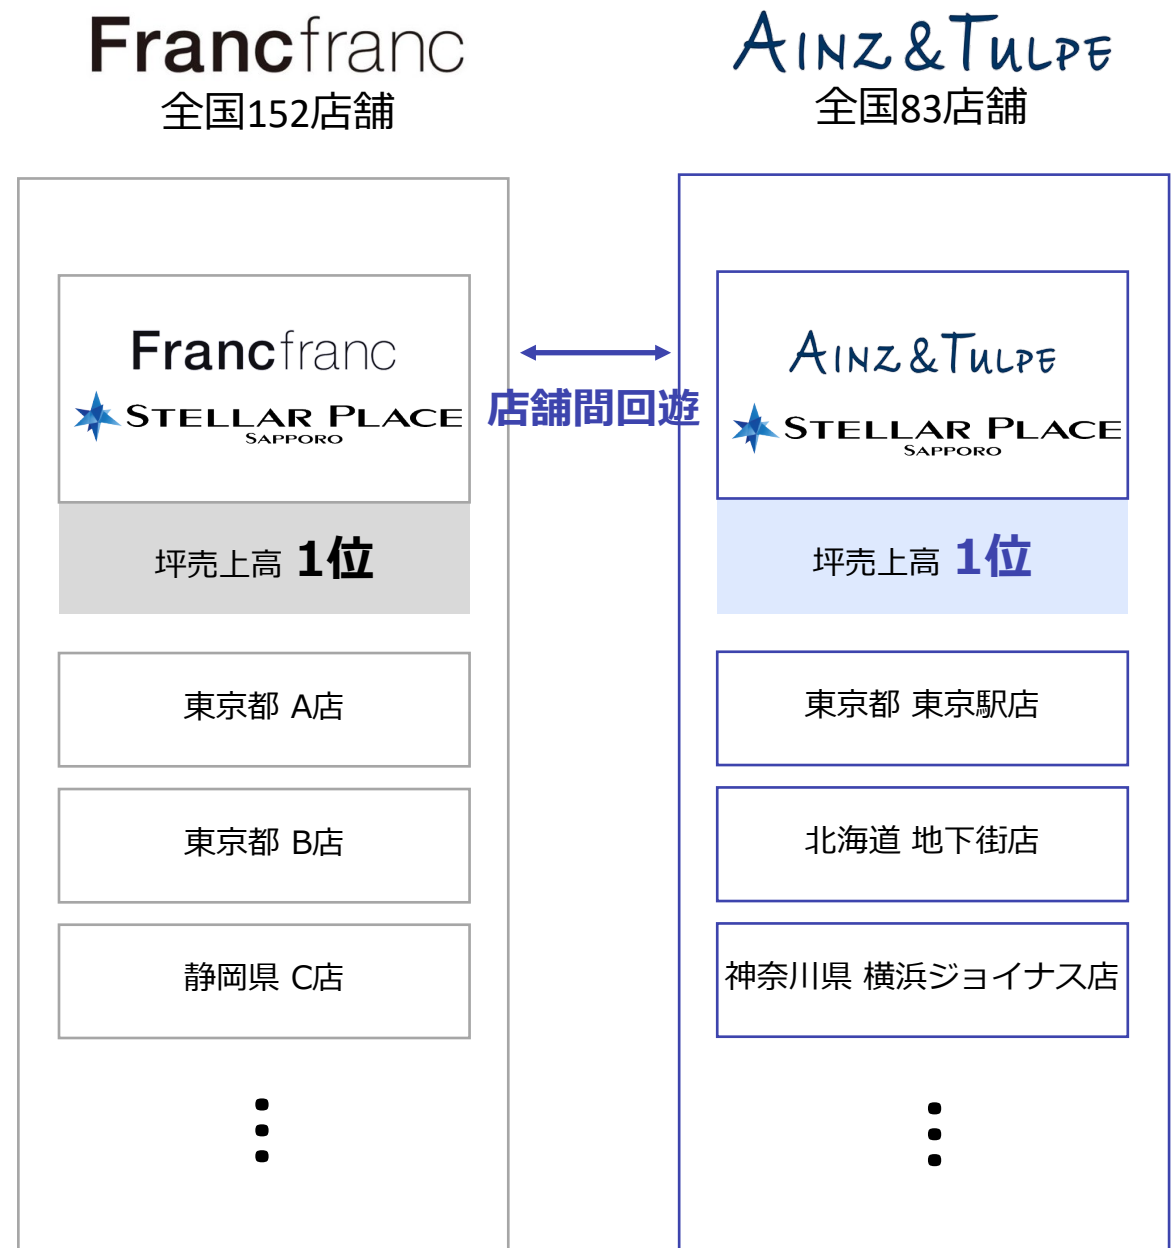 Francfranc
全国152店舗
AINZ & TULPE
全国83店舗
Francfranc
STELLAR PLACE
SAPPORO
坪売上高 1位
東京都 A店
東京都 B店
静岡県 C店
店舗間回遊
AINZ & TULPE
STELLAR PLACE
SAPPORO
坪売上高 1位
東京都 東京駅店
北海道 地下街店
神奈川県 横浜ジョイナス店